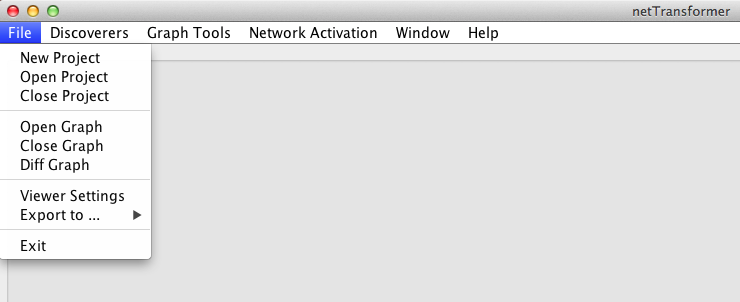 netTransformer
File Discoverers Graph Tools Network Activation Window Help
New Project
Open Project
Close Project
Open Graph
Close Graph
Diff Graph
Viewer Settings
Export to ...
Exit